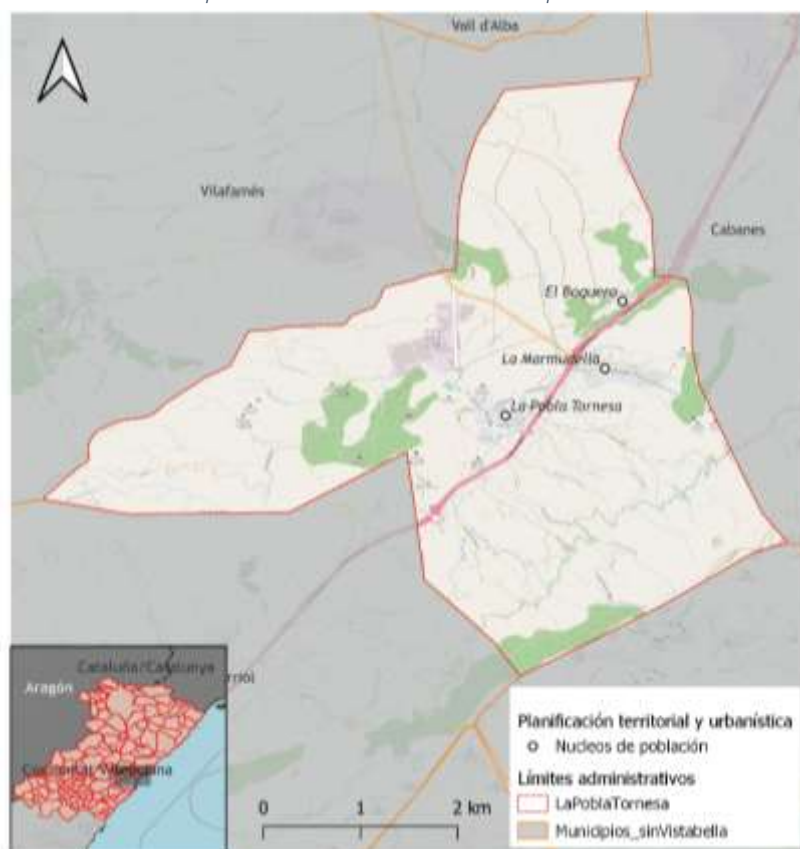 Vall d'Alba
Vilafamés
Cabanes
El Boquero
La Marmudella
La Pobla Tornesa
Cataluña/Catalunya
Aragón
Planificación territorial y urbanística
Nucleos de población
Límites administrativos
LaPoblaTornesa
Municipios_sinVistabella
0 1 2 km